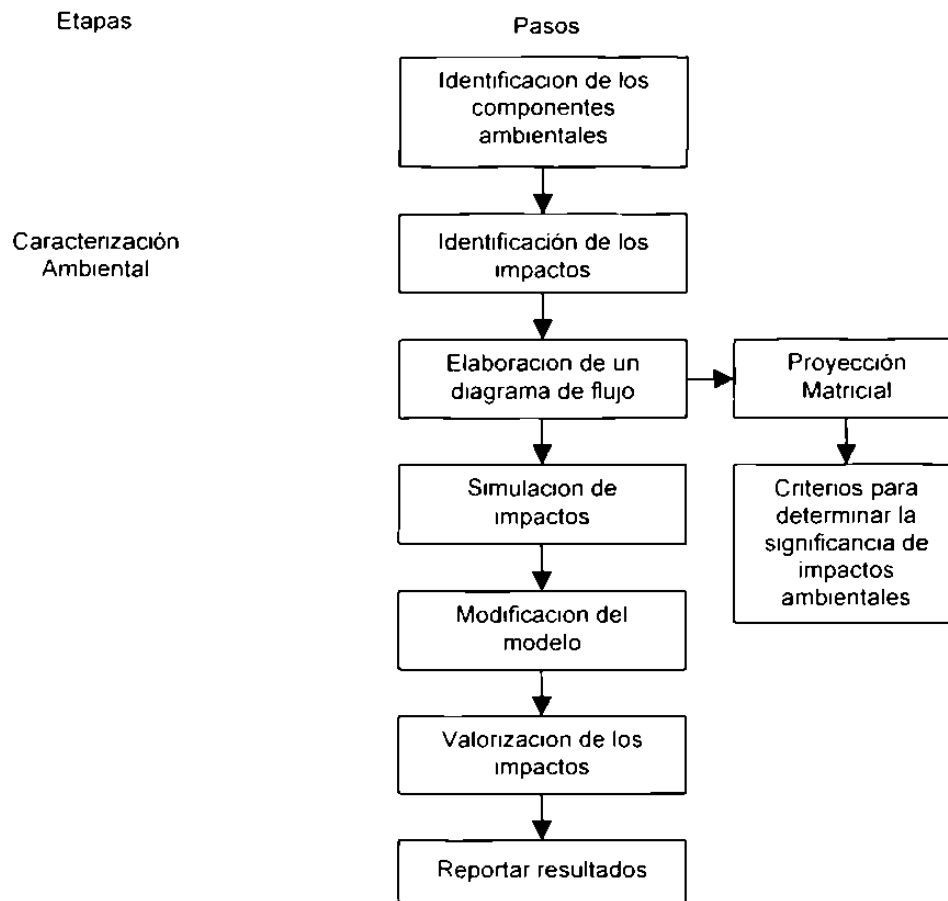 Etapas
Pasos
Identificacion de los
componentes
ambientales
Caracterización
Ambiental
Identificación de los
impactos
Elaboracion de un
diagrama de flujo
Proyección
Matricial
Simulacion de
impactos
Criterios para
determinar la
significancia de
impactos
ambientales
Modificacion del
modelo
Valorizacion de los
impactos
Reportar resultados